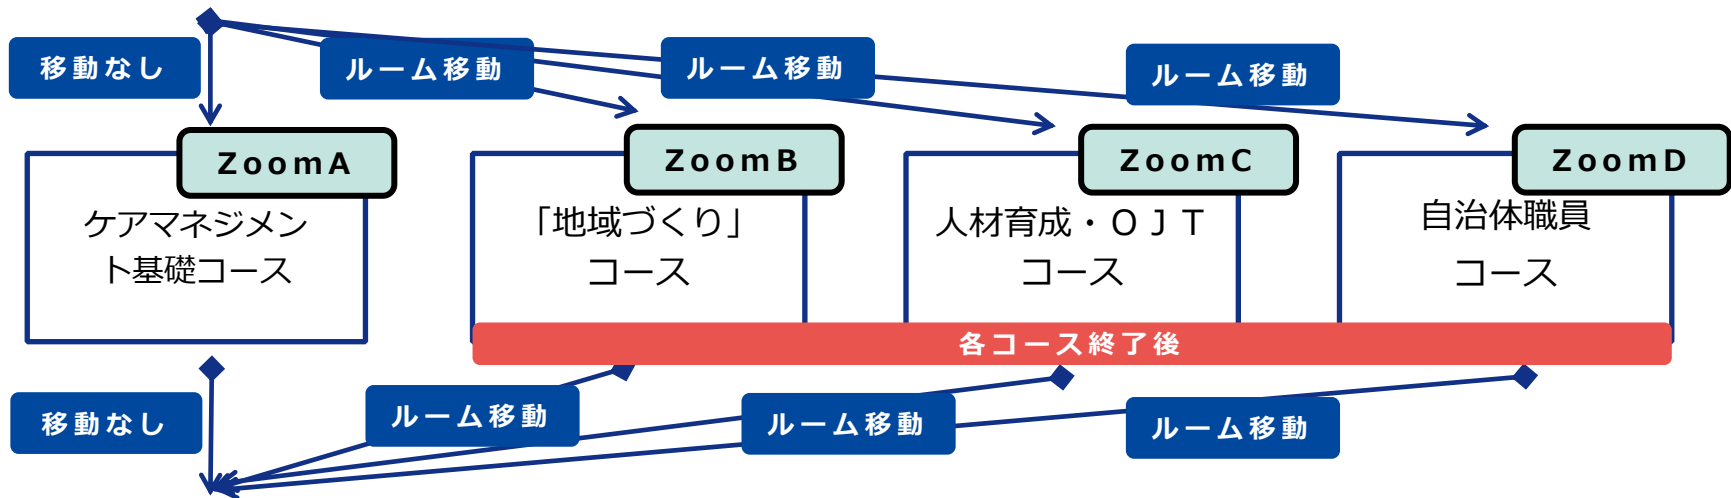 移動なし
ルーム移動
ルーム移動
ルーム移動
ZoomA
ZoomB
ZoomC
ZoomD
ケアマネジメン
ト基礎コース
「地域づくり」
コース
人材育成・ＯＪＴ
コース
自治体職員
コース
各コース終了後
移動なし
ルーム移動
ルーム移動
ルーム移動